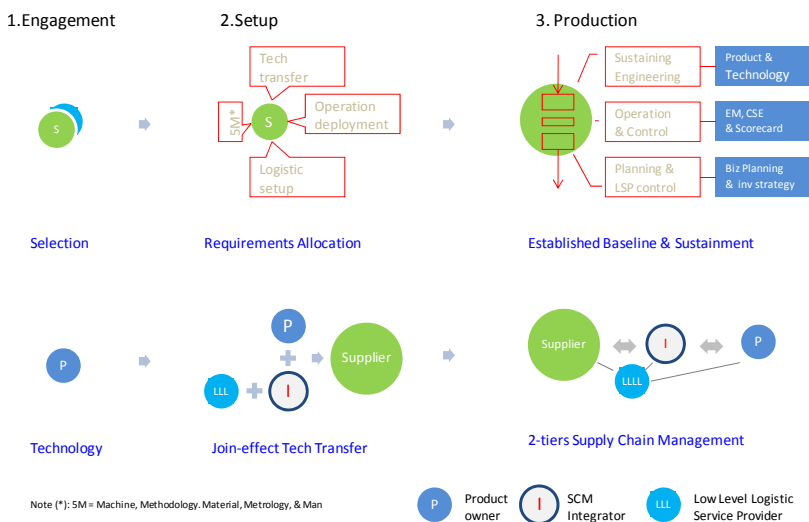 1.Engagement
2.Setup
3. Production
Tech
transfer
5M*
S
Operation
deployment
Logistic
setup
S
Sustaining
Engineering
Product &
Technology
Operation
& Control
EM, CSE
& Scorecard
Planning &
LSP control
Biz Planning
& inv strategy
Selection
Requirements Allocation
Established Baseline & Sustainment
P
P
LLL
I
Supplier
Supplier
I
P
LLLL
Technology
Join-effect Tech Transfer
2-tiers Supply Chain Management
Note (*): 5M = Machine, Methodology. Material, Metrology, & Man
P
Product
owner
I
SCM
Integrator
LLL
Low Level Logistic
Service Provider